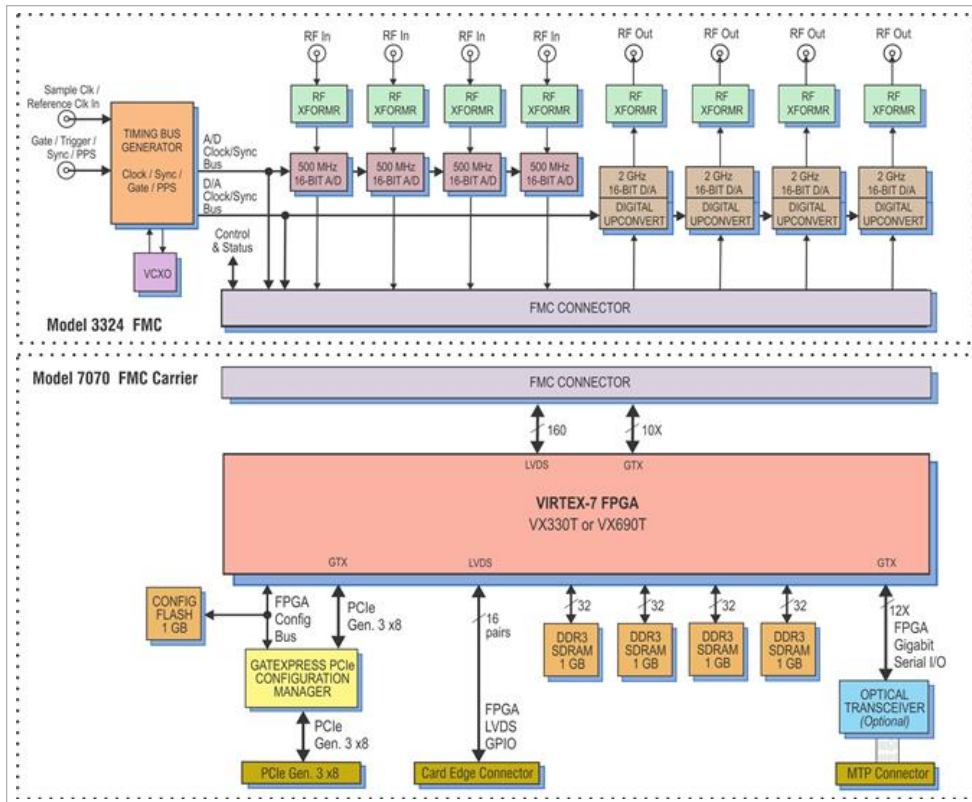 RF In
RF In
RF In
RF In
RF Out
RF Out
RF Out
RF Out
Sample Clk /
Reference Clk In
Gate / Trigger /
Sync / PPS
TIMING BUS
GENERATOR
Clock / Sync /
Gate / PPS
VCXO
A/D
Clock/Sync
Bus
D/A
Clock/Sync
Bus
Control
& Status
RF
XFORMR
RF
XFORMR
RF
XFORMR
RF
XFORMR
RF
XFORMR
RF
XFORMR
RF
XFORMR
RF
XFORMR
500 MHz
16-BIT A/D
500 MHz
16-BIT A/D
500 MHz
16-BIT A/D
500 MHz
16-BIT A/D
2 GHz
16-BIT D/A
DIGITAL
UPCONVERT
2 GHz
16-BIT D/A
DIGITAL
UPCONVERT
2 GHz
16-BIT D/A
DIGITAL
UPCONVERT
2 GHz
16-BIT D/A
DIGITAL
UPCONVERT
FMC CONNECTOR
Model 3324 FMC
Model 7070 FMC Carrier
FMC CONNECTOR
160
10X
LVDS
GTX
VIRTEX-7 FPGA
VX330T or VX690T
GTX
LVDS
GTX
CONFIG
FLASH
1 GB
FPGA
Config
Bus
PCIe
Gen. 3 x8
GATEXPRESS PCIe
CONFIGURATION
MANAGER
PCIe
Gen. 3 x8
PCIe Gen. 3 x8
16
pairs
FPGA
LVDS
GPIO
Card Edge Connector
32
32
32
32
DDR3
SDRAM
1 GB
DDR3
SDRAM
1 GB
DDR3
SDRAM
1 GB
DDR3
SDRAM
1 GB
12X
FPGA
Gigabit
Serial I/O
OPTICAL
TRANSCEIVER
(Optional)
MTP Connector